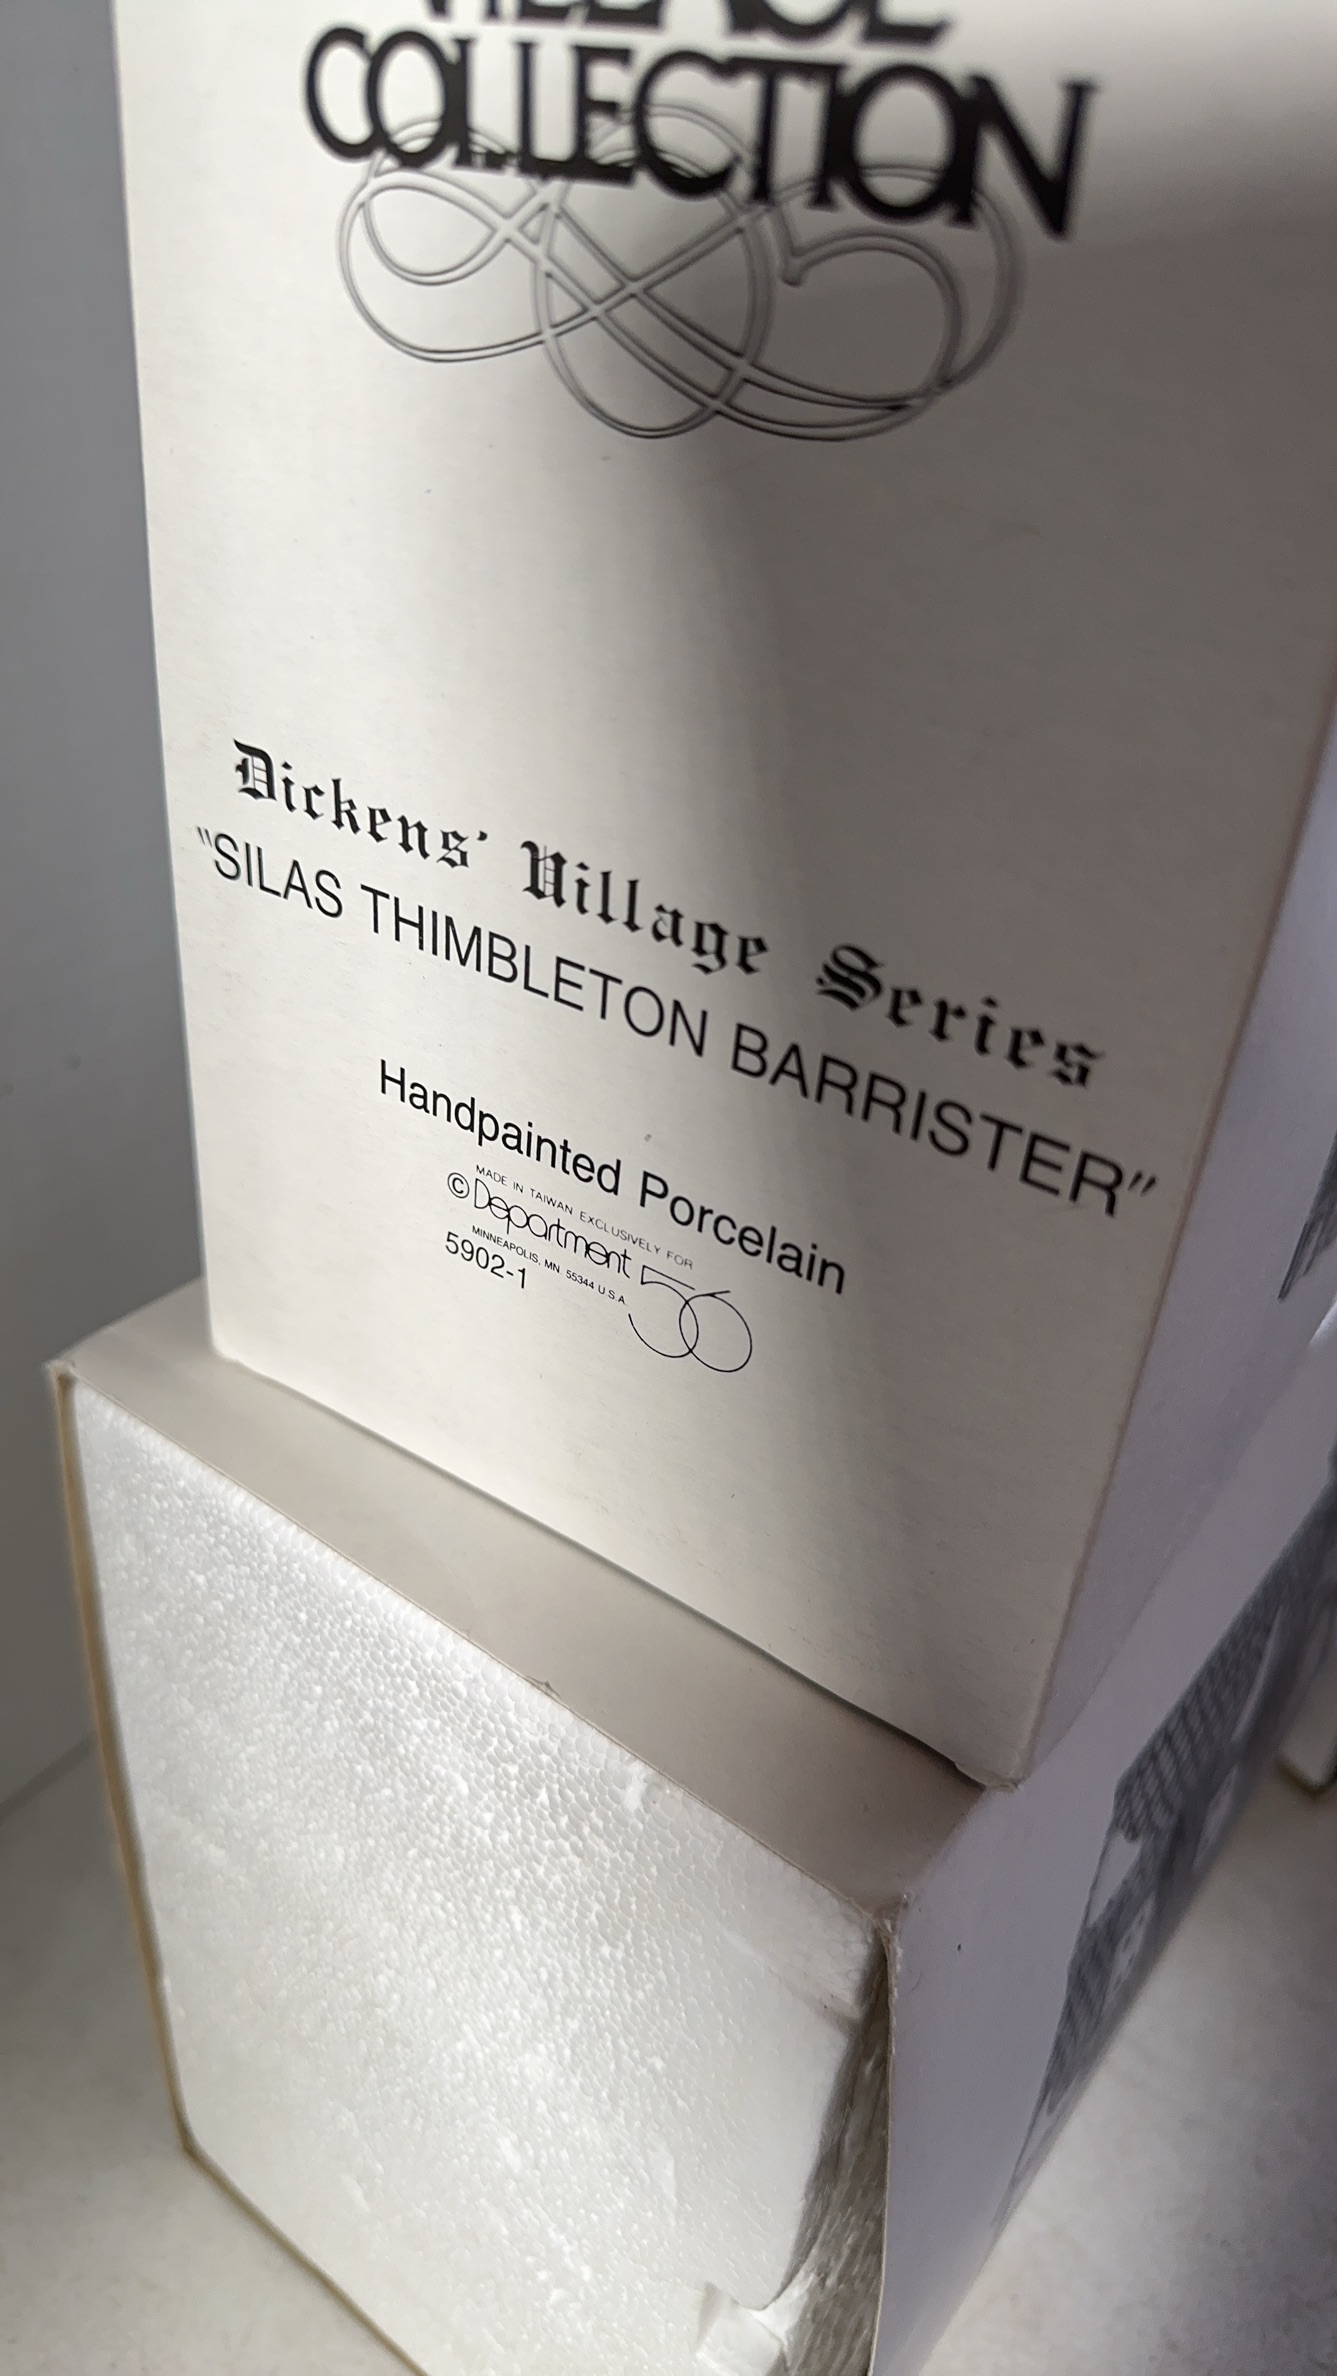 VILLAGE
COLLECTION
Dickens' Village Series
"SILAS THIMBLETON BARRISTER"
Handpainted Porcelain
MADE IN TAIWAN EXCLUSIVELY FOR
© Department 56
MINNEAPOLIS, MN 55344 U.S.A.
5902-1